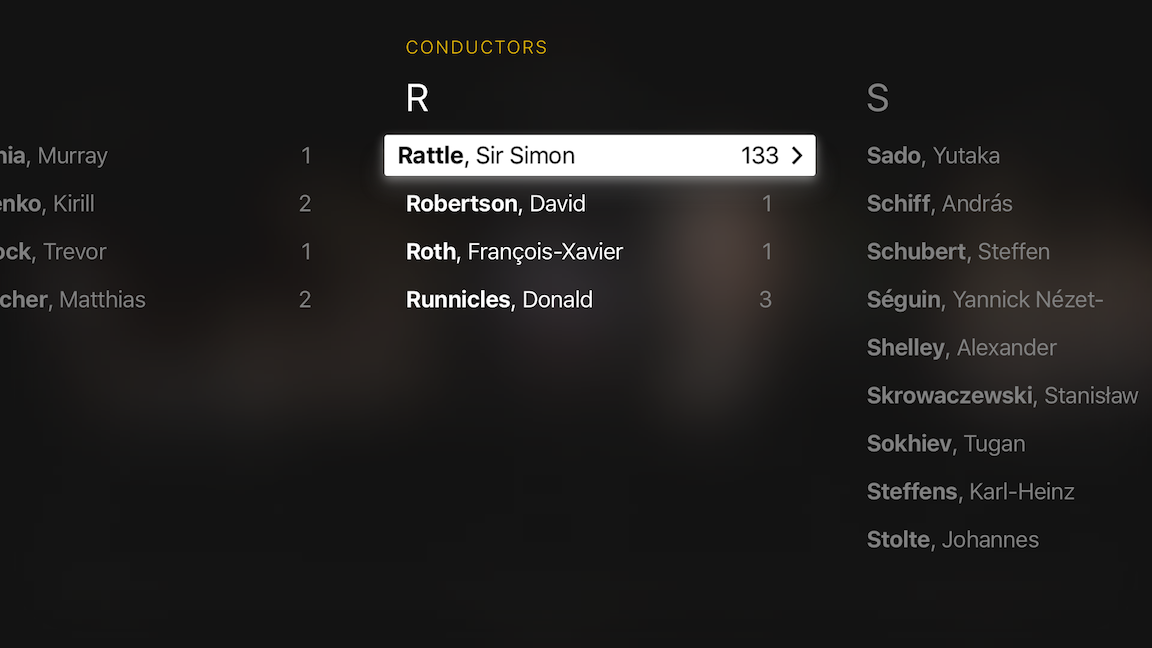 CONDUCTORS
R
Rattle, Sir Simon 133
Robertson, David 1
Roth, François-Xavier 1
Runnicles, Donald 3
S
Sado, Yutaka
Schiff, András
Schubert, Steffen
Séguin, Yannick Nézet-
Shelley, Alexander
Skrowaczewski, Stanisław
Sokhiev, Tugan
Steffens, Karl-Heinz
Stolte, Johannes
nia, Murray 1
enko, Kirill 2
ock, Trevor 1
cher, Matthias 2